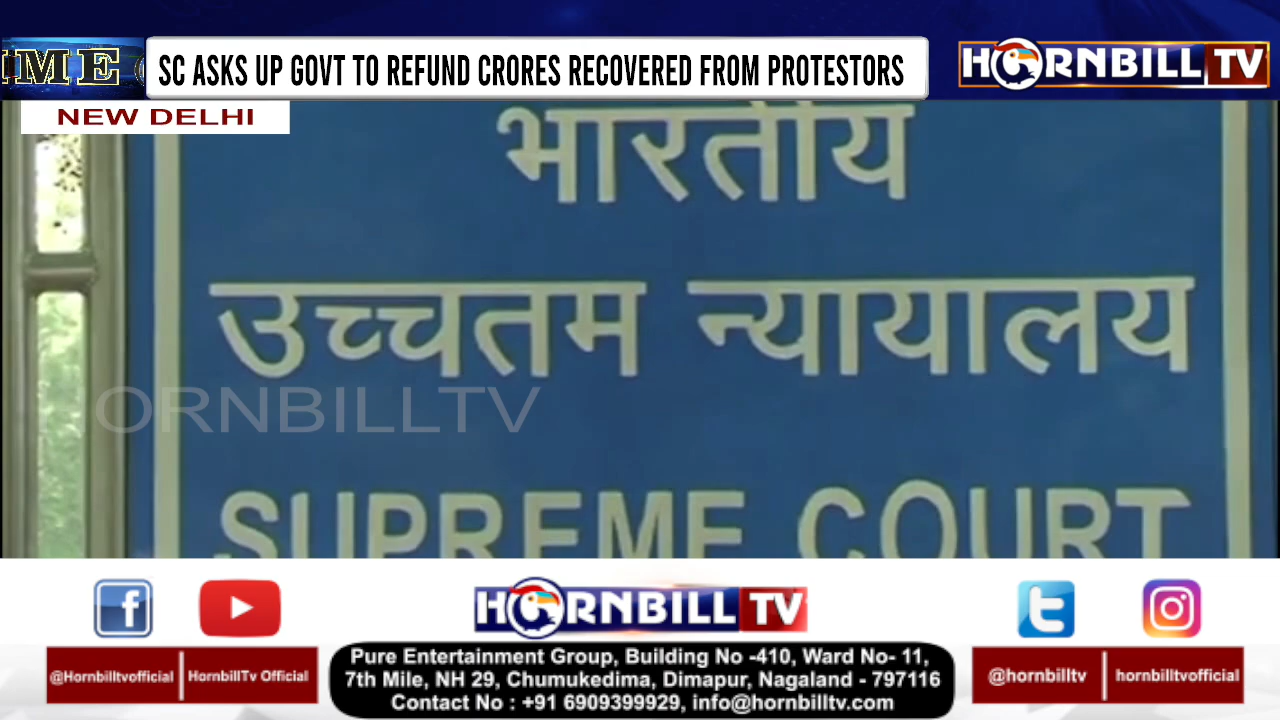 IME
SC ASKS UP GOVT TO REFUND CRORES RECOVERED FROM PROTESTORS
HORNBILL TV
NEW DELHI
भारतीय
उच्चतम न्यायालय
ORNBILLTV
SUPREME COURT
HORNBILL TV
@Hornbilltvofficial
HornbillTv Official
Pure Entertainment Group, Building No -410, Ward No- 11,
7th Mile, NH 29, Chumukedima, Dimapur, Nagaland - 797116
Contact No : +91 6909399929, info@hornbilltv.com
@hornbilltv
hornbilltvofficial